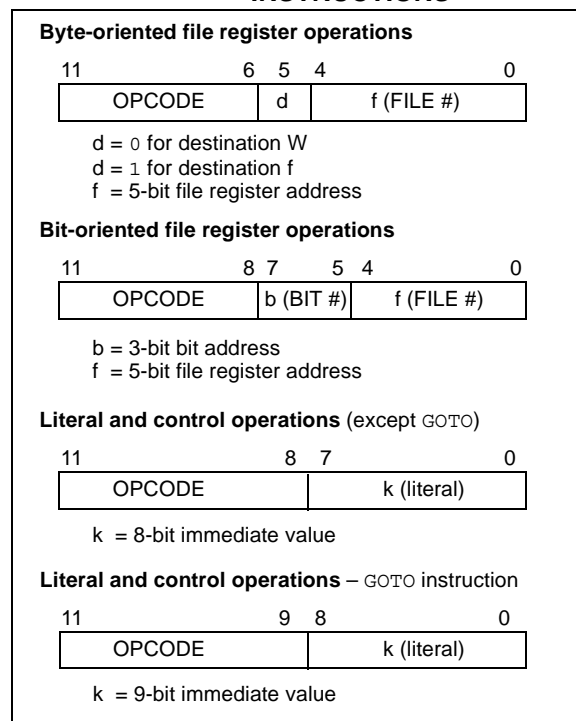 Byte-oriented file register operations
11 6 5 4 0
OPCODE d f (FILE #)
d = 0 for destination W
d = 1 for destination f
f = 5-bit file register address
Bit-oriented file register operations
11 8 7 5 4 0
OPCODE b (BIT #) f (FILE #)
b = 3-bit bit address
f = 5-bit file register address
Literal and control operations (except GOTO)
11 8 7 0
OPCODE k (literal)
k = 8-bit immediate value
Literal and control operations – GOTO instruction
11 9 8 0
OPCODE k (literal)
k = 9-bit immediate value